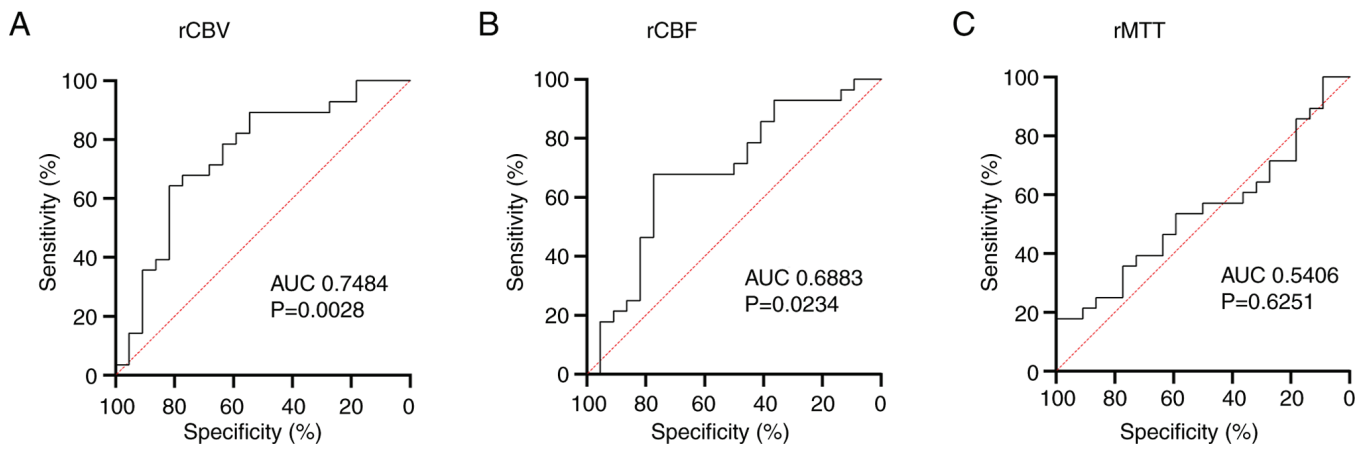 A
rCBV
100
80
60
40
20
0
Sensitivity (%)
AUC 0.7484
P=0.0028
100 80 60 40 20 0
Specificity (%)
B
rCBF
100
80
60
40
20
0
Sensitivity (%)
AUC 0.6883
P=0.0234
100 80 60 40 20 0
Specificity (%)
C
rMTT
100
80
60
40
20
0
Sensitivity (%)
AUC 0.5406
P=0.6251
100 80 60 40 20 0
Specificity (%)